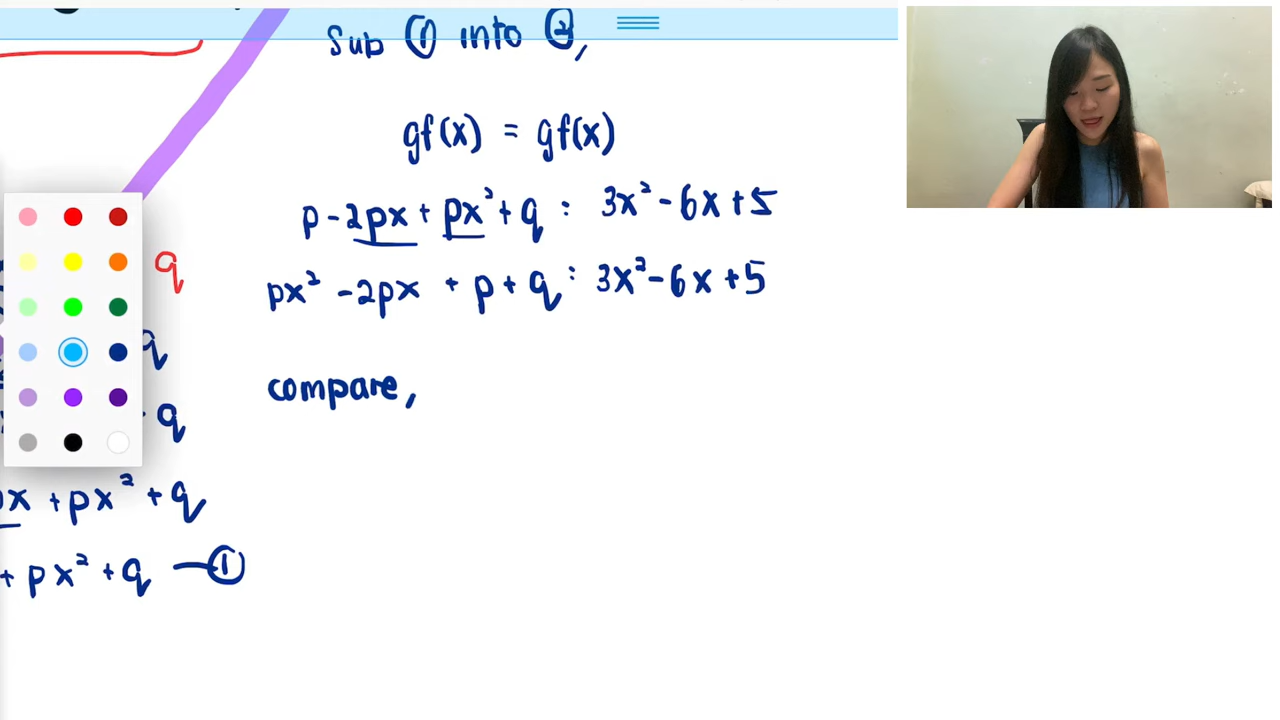 Sub ① into ②,
gf(x) = gf(x)
p - 2px + px² + q = 3x² - 6x + 5
px² - 2px + p + q = 3x² - 6x + 5
compare,
q
q
q
x + px² + q
+ px² + q — ①